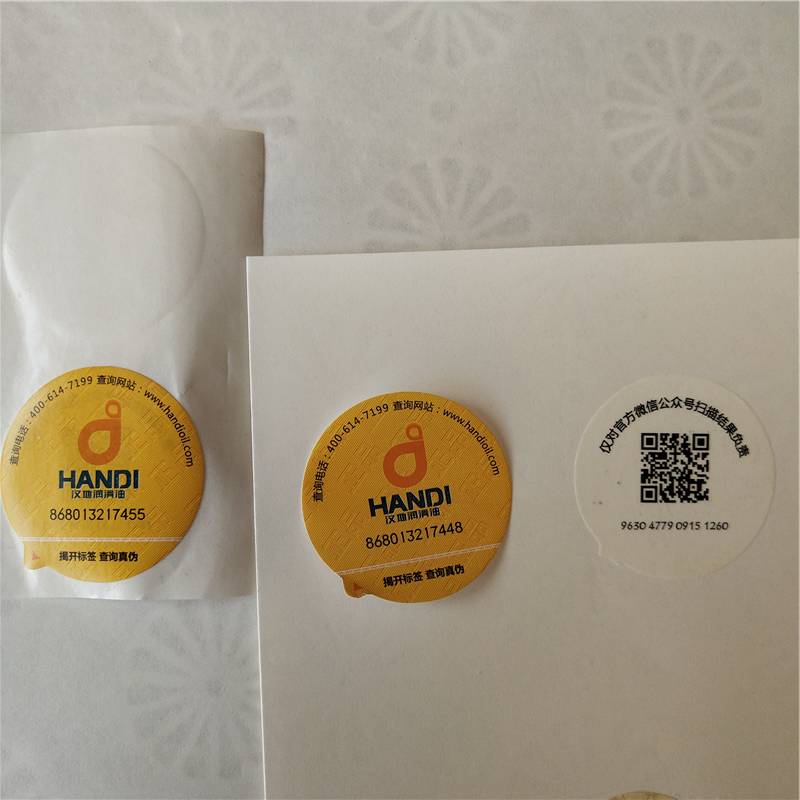 查询电话：400-614-7199 查询网站：www.handioil.com
HANDI
汉地润滑油
868013217455
揭开标签 查询真伪
查询电话：400-614-7199 查询网站：www.handioil.com
HANDI
汉地润滑油
868013217448
揭开标签 查询真伪
仅对官方微信公众号扫描结果负责
9630 4779 0915 1260